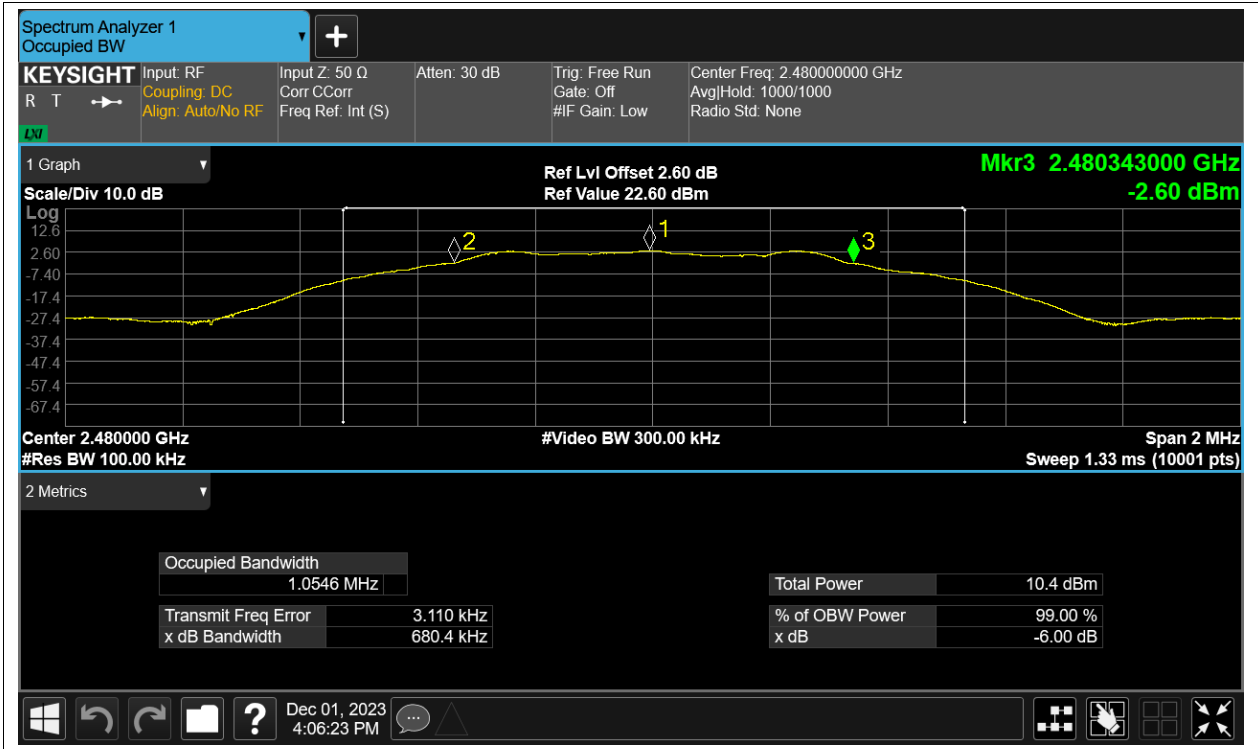 Spectrum Analyzer 1
Occupied BW
KEYSIGHT
R T
LXI
Input: RF
Coupling: DC
Align: Auto/No RF
Input Z: 50 Ω
Corr CCorr
Freq Ref: Int (S)
Atten: 30 dB
Trig: Free Run
Gate: Off
#IF Gain: Low
Center Freq: 2.480000000 GHz
Avg|Hold: 1000/1000
Radio Std: None
1 Graph
Scale/Div 10.0 dB
Ref Lvl Offset 2.60 dB
Ref Value 22.60 dBm
Mkr3 2.480343000 GHz
-2.60 dBm
Log
12.6
2.60
-7.40
-17.4
-27.4
-37.4
-47.4
-57.4
-67.4
2
1
3
Center 2.480000 GHz
#Res BW 100.00 kHz
#Video BW 300.00 kHz
Span 2 MHz
Sweep 1.33 ms (10001 pts)
2 Metrics
Occupied Bandwidth
1.0546 MHz
Transmit Freq Error 3.110 kHz
x dB Bandwidth 680.4 kHz
Total Power 10.4 dBm
% of OBW Power 99.00 %
x dB -6.00 dB
?
Dec 01, 2023
4:06:23 PM